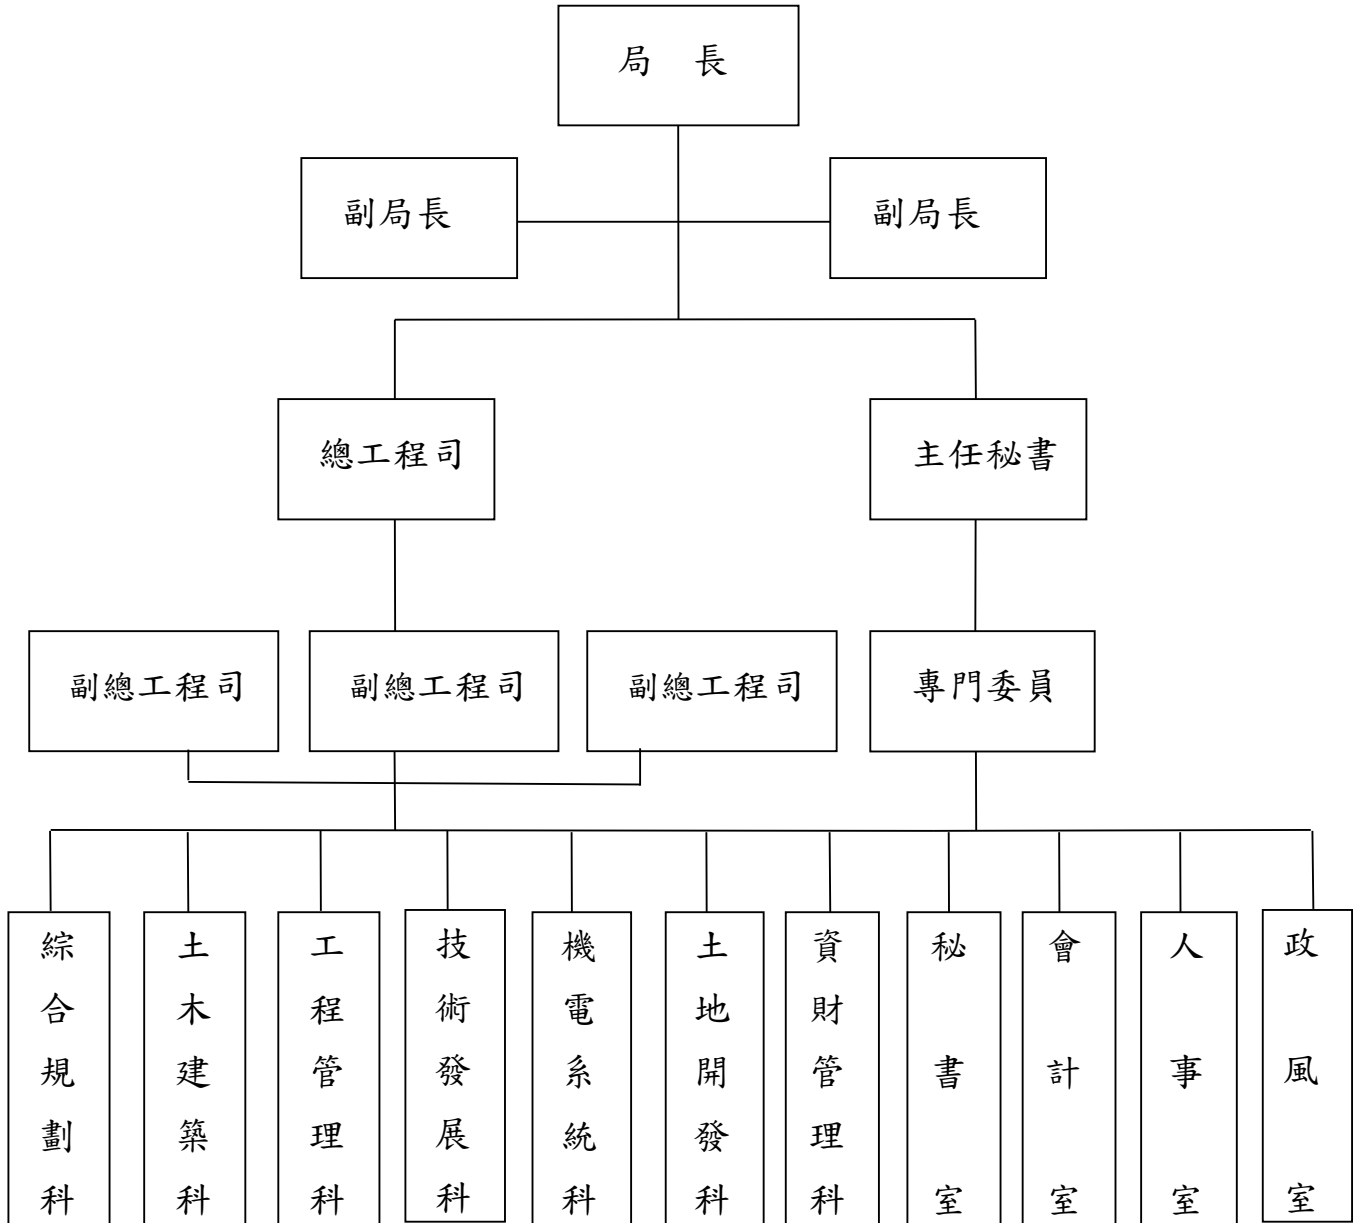 局 長
副局長
副局長
總工程司
主任秘書
副總工程司
副總工程司
副總工程司
專門委員
綜合規劃科
土木建築科
工程管理科
技術發展科
機電系統科
土地開發科
資財管理科
秘書室
會計室
人事室
政風室